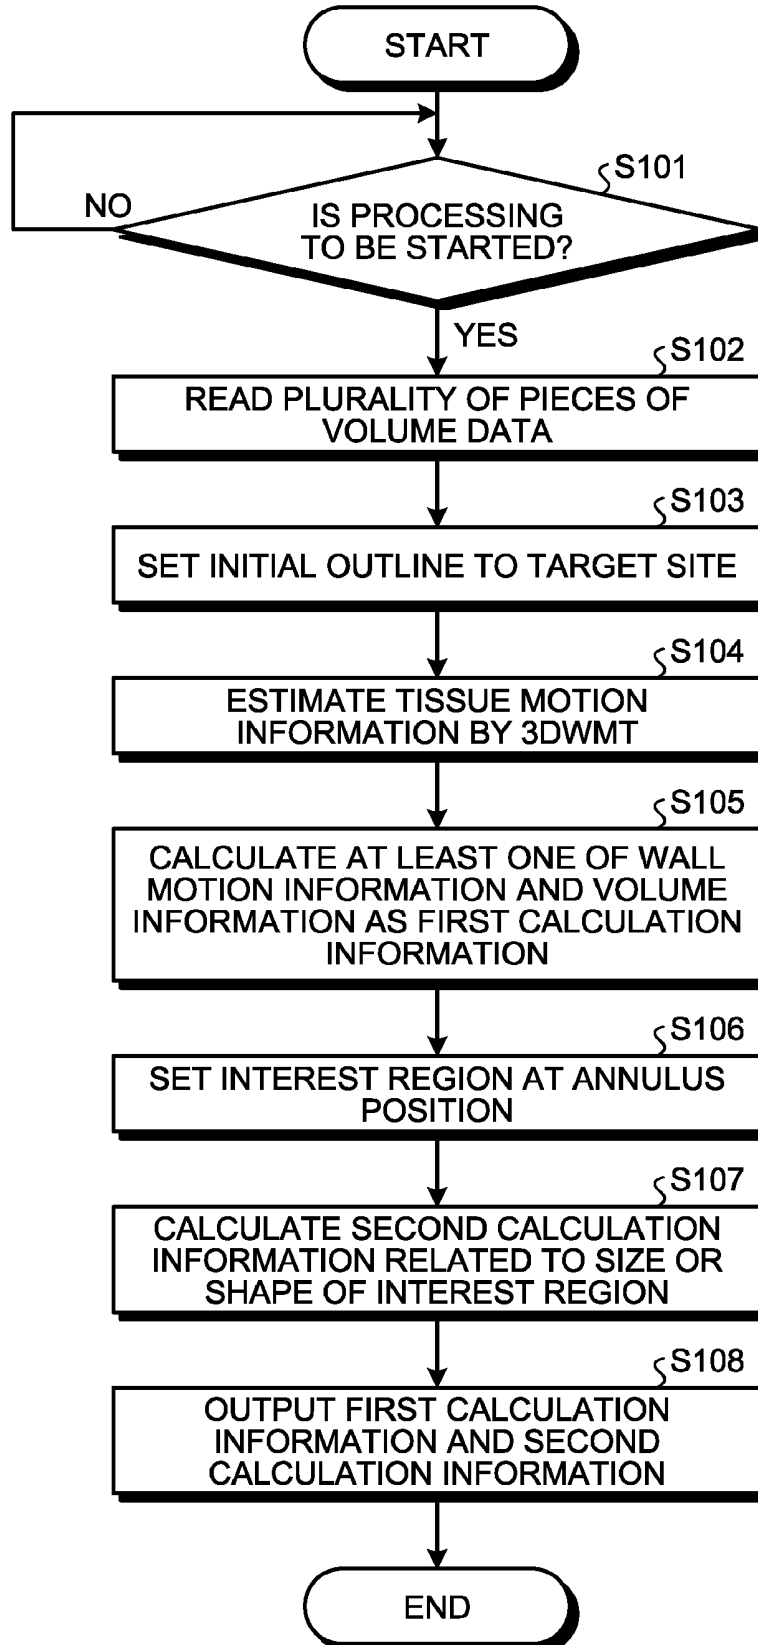 START
S101
NO
IS PROCESSING
TO BE STARTED?
YES
S102
READ PLURALITY OF PIECES OF
VOLUME DATA
S103
SET INITIAL OUTLINE TO TARGET SITE
S104
ESTIMATE TISSUE MOTION
INFORMATION BY 3DWMT
S105
CALCULATE AT LEAST ONE OF WALL
MOTION INFORMATION AND VOLUME
INFORMATION AS FIRST CALCULATION
INFORMATION
S106
SET INTEREST REGION AT ANNULUS
POSITION
S107
CALCULATE SECOND CALCULATION
INFORMATION RELATED TO SIZE OR
SHAPE OF INTEREST REGION
S108
OUTPUT FIRST CALCULATION
INFORMATION AND SECOND
CALCULATION INFORMATION
END